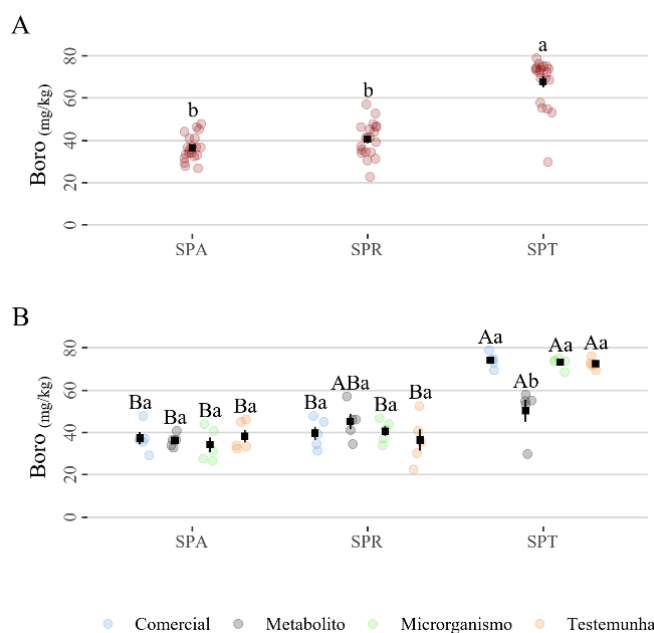 A
Boro (mg/kg)
80
60
40
20
0
b
b
a
SPA
SPR
SPT
B
Boro (mg/kg)
80
60
40
20
0
Ba
Ba
Ba
Ba
Ba
ABa
Ba
Ba
Aa
Ab
Aa
Aa
SPA
SPR
SPT
Comercial
Metabolito
Microrganismo
Testemunha